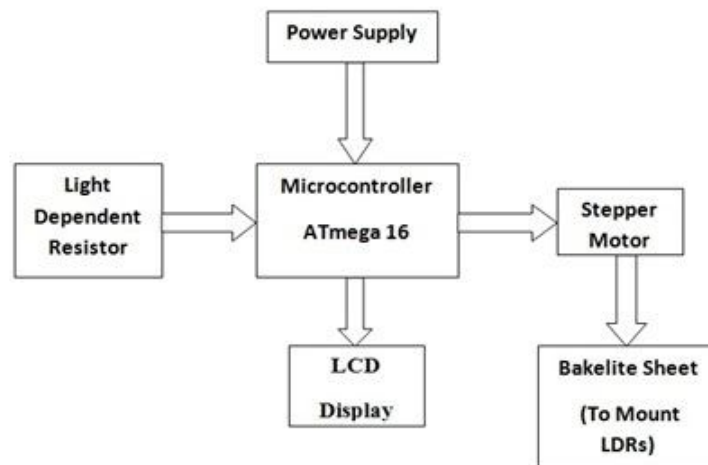 Power Supply
Light
Dependent
Resistor
Microcontroller
ATmega 16
Stepper
Motor
LCD
Display
Bakelite Sheet
(To Mount
LDRs)